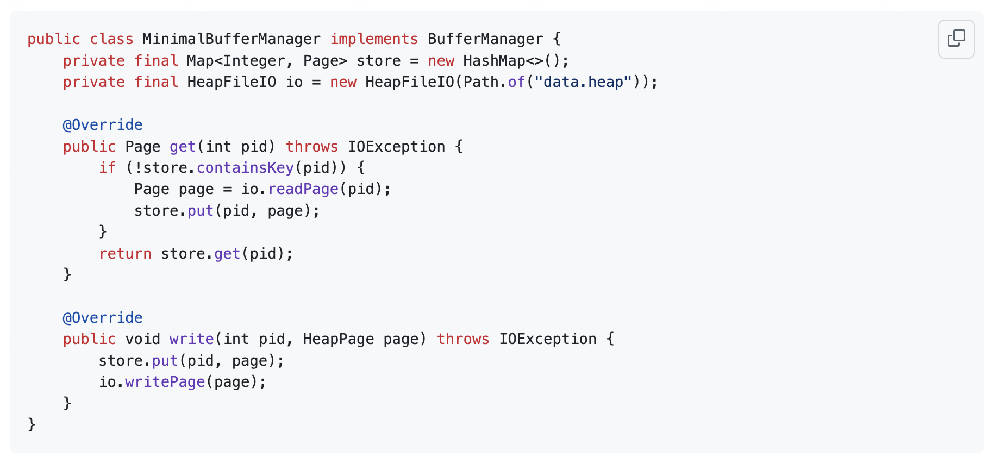 public class MinimalBufferManager implements BufferManager {
    private final Map<Integer, Page> store = new HashMap<>();
    private final HeapFileIO io = new HeapFileIO(Path.of("data.heap"));

    @Override
    public Page get(int pid) throws IOException {
        if (!store.containsKey(pid)) {
            Page page = io.readPage(pid);
            store.put(pid, page);
        }
        return store.get(pid);
    }

    @Override
    public void write(int pid, HeapPage page) throws IOException {
        store.put(pid, page);
        io.writePage(page);
    }
}